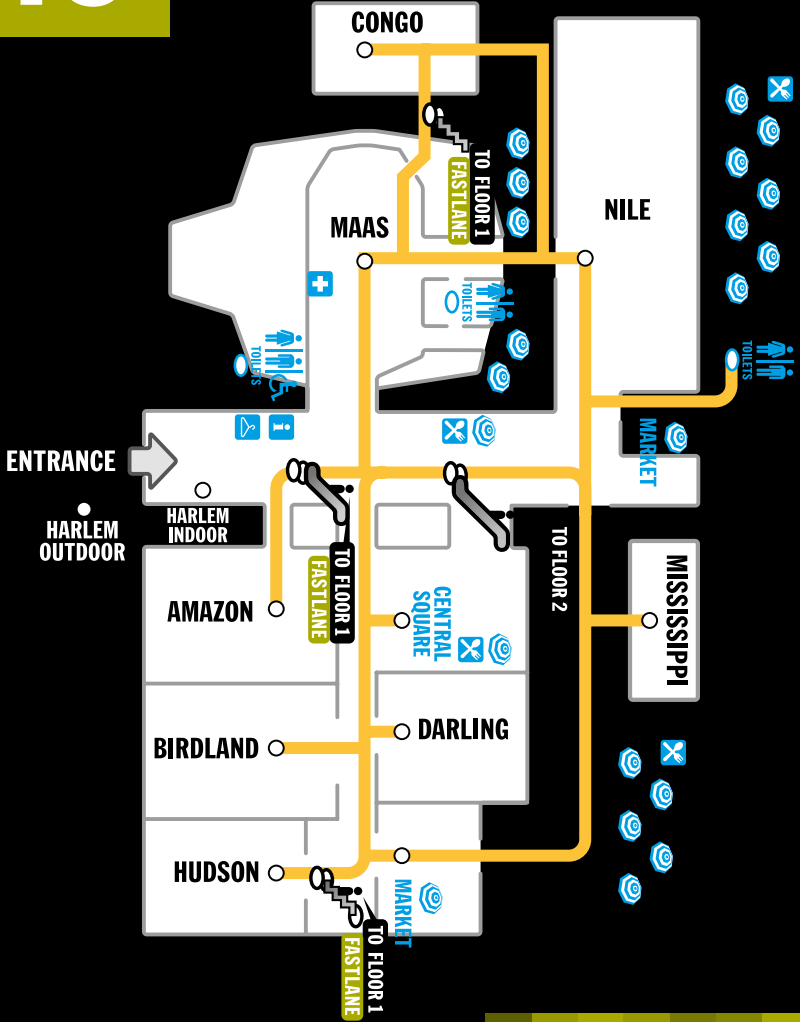 CONGO
TO FLOOR 1
FASTLANE
NILE
MAAS
TOILETS
TOILETS
TOILETS
MARKET
ENTRANCE
HARLEM
INDOOR
HARLEM
OUTDOOR
TO FLOOR 1
FASTLANE
TO FLOOR 2
AMAZON
CENTRAL
SQUARE
MISSISSIPPI
BIRDLAND
DARLING
HUDSON
MARKET
TO FLOOR 1
FASTLANE